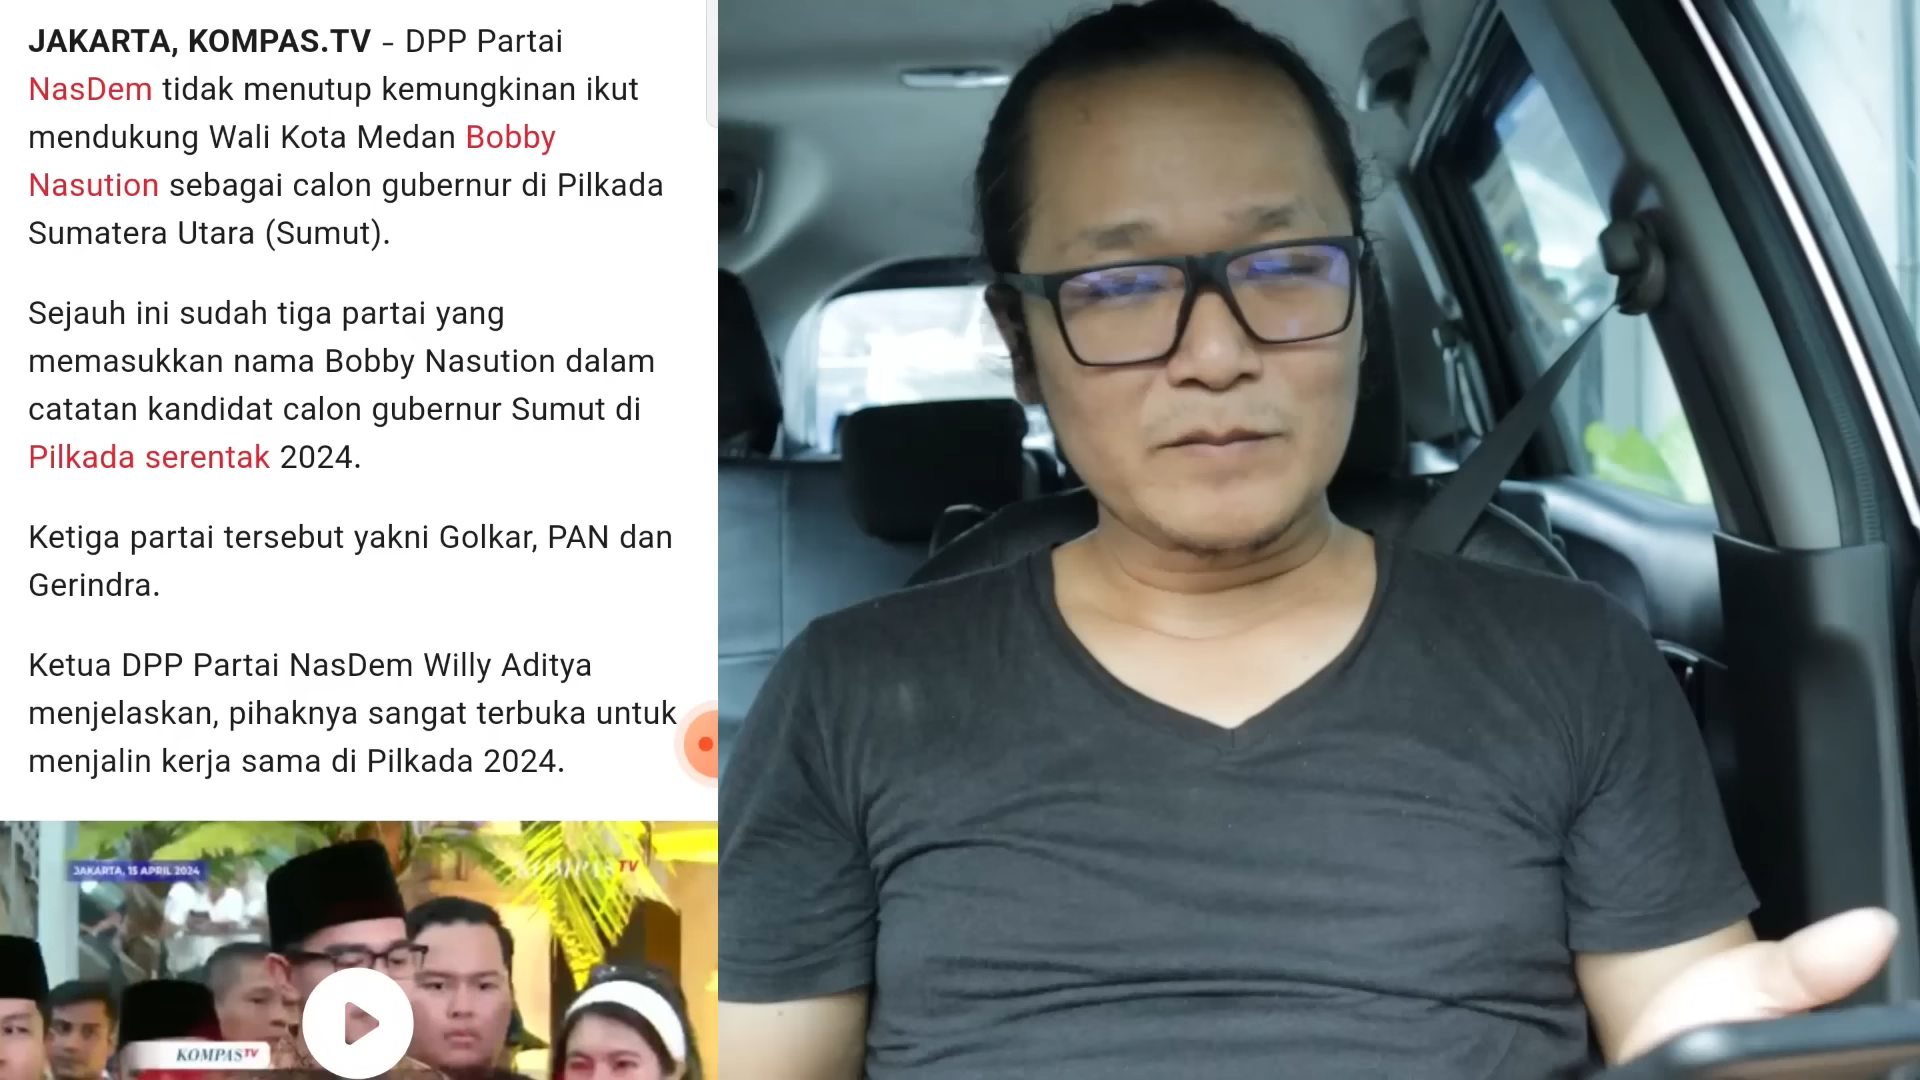 JAKARTA, KOMPAS.TV - DPP Partai
NasDem tidak menutup kemungkinan ikut
mendukung Wali Kota Medan Bobby
Nasution sebagai calon gubernur di Pilkada
Sumatera Utara (Sumut).
Sejauh ini sudah tiga partai yang
memasukkan nama Bobby Nasution dalam
catatan kandidat calon gubernur Sumut di
Pilkada serentak 2024.
Ketiga partai tersebut yakni Golkar, PAN dan
Gerindra.
Ketua DPP Partai NasDem Willy Aditya
menjelaskan, pihaknya sangat terbuka untuk
menjalin kerja sama di Pilkada 2024.
JAKARTA, 15 APRIL 2024
KOMPAS TV
KOMPAS TV